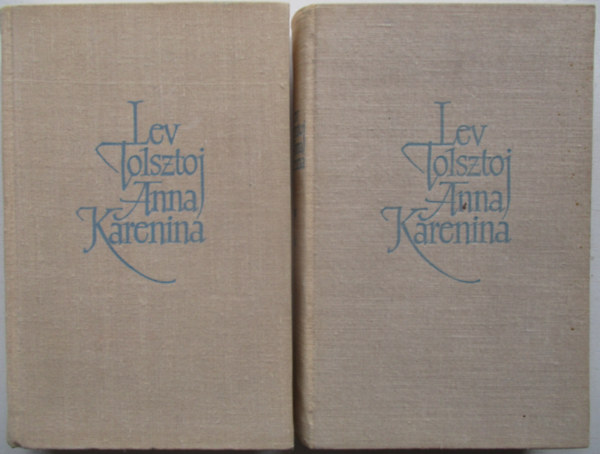 Lev
Tolsztoj
Anna
Karenina
Lev
Tolsztoj
Anna
Karenina